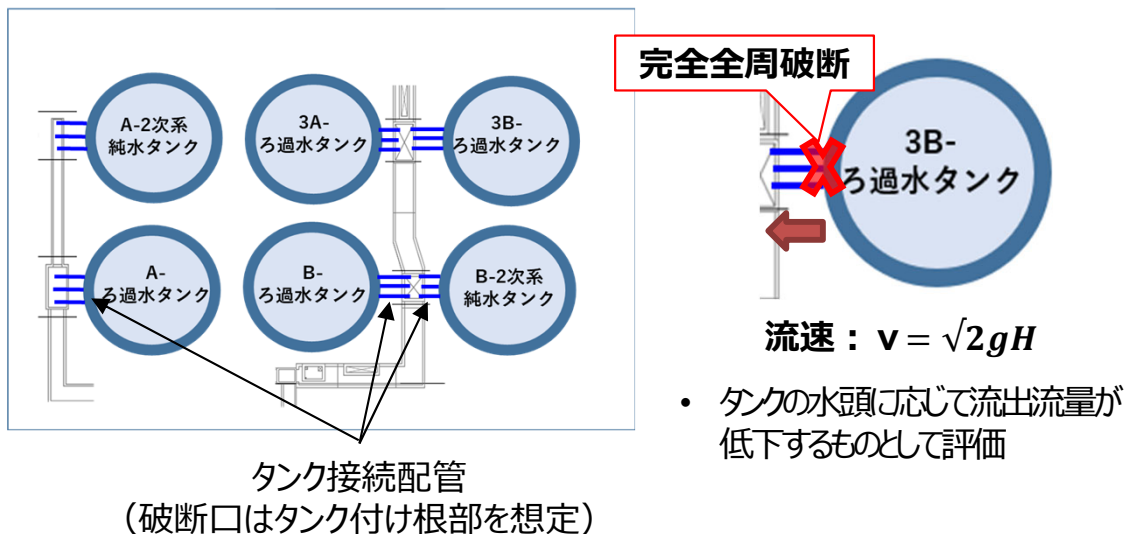 A-2次系
純水タンク
3A-
ろ過水タンク
3B-
ろ過水タンク
A-
ろ過水タンク
B-
ろ過水タンク
B-2次系
純水タンク
タンク接続配管
（破断口はタンク付け根部を想定）
完全全周破断
3B-
ろ過水タンク
流速：v = √2gH
• タンクの水頭に応じて流出流量が
低下するものとして評価